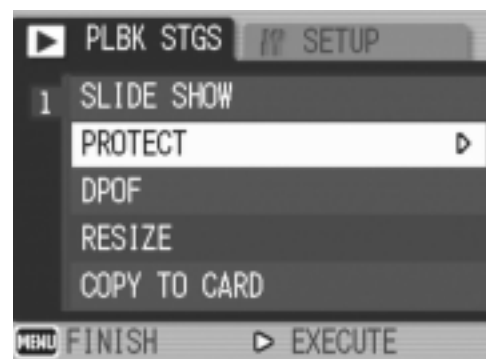 PLBK STGS SETUP
1 SLIDE SHOW
PROTECT
DPOF
RESIZE
COPY TO CARD
MENU FINISH EXECUTE